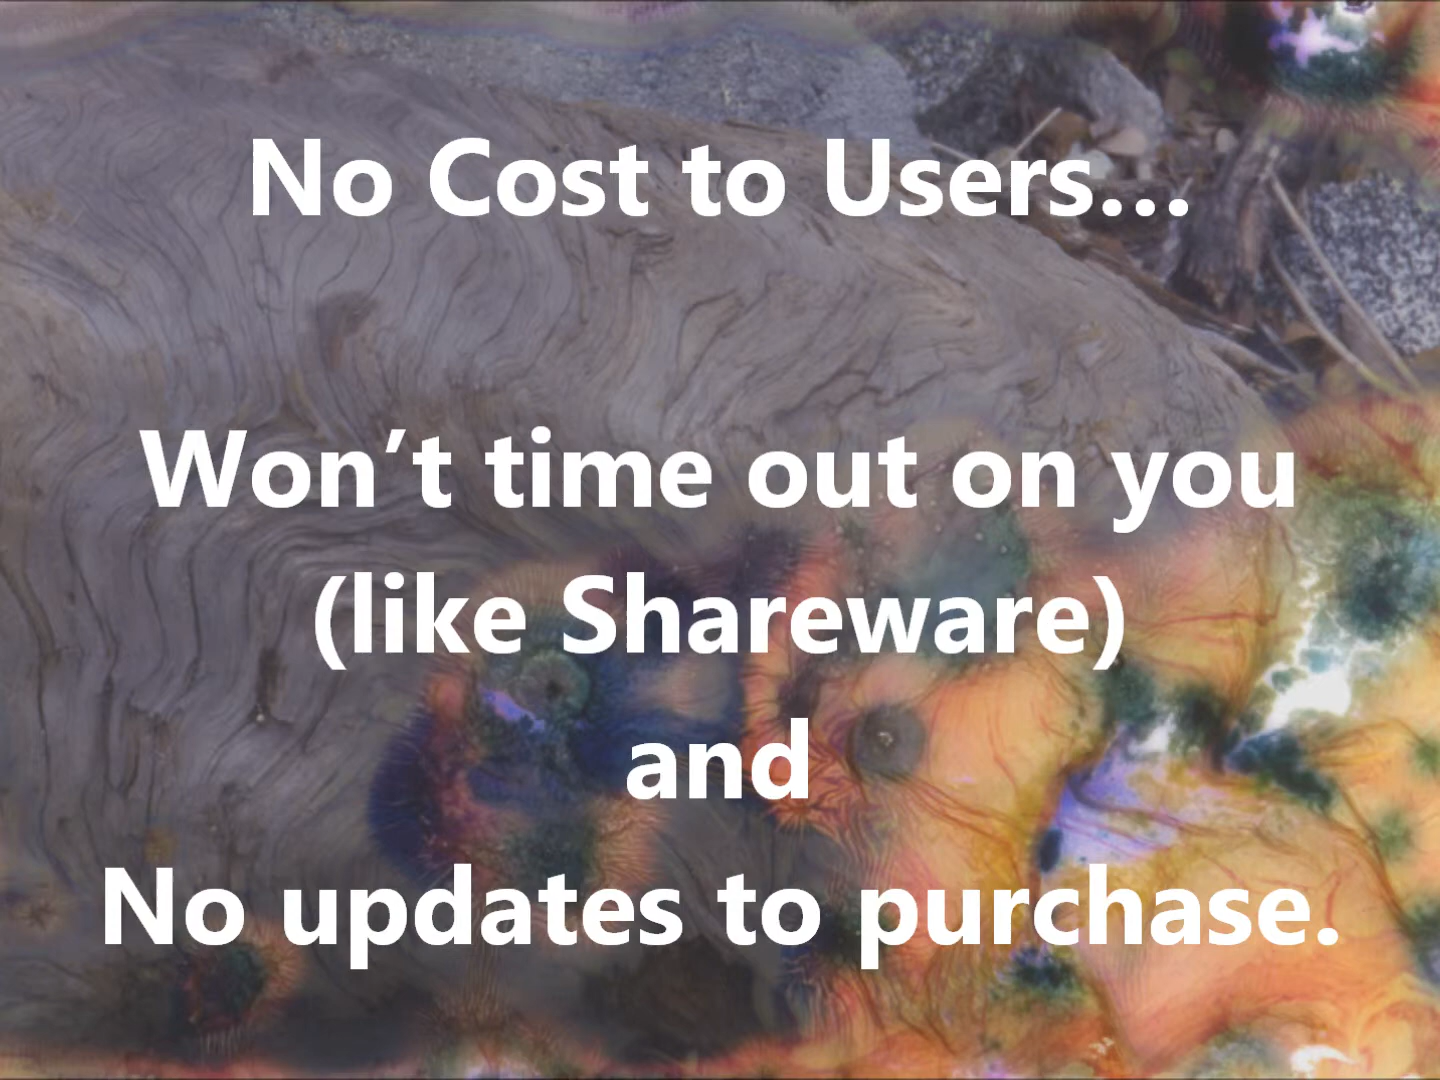 No Cost to Users...
Won’t time out on you
(like Shareware)
and
No updates to purchase.